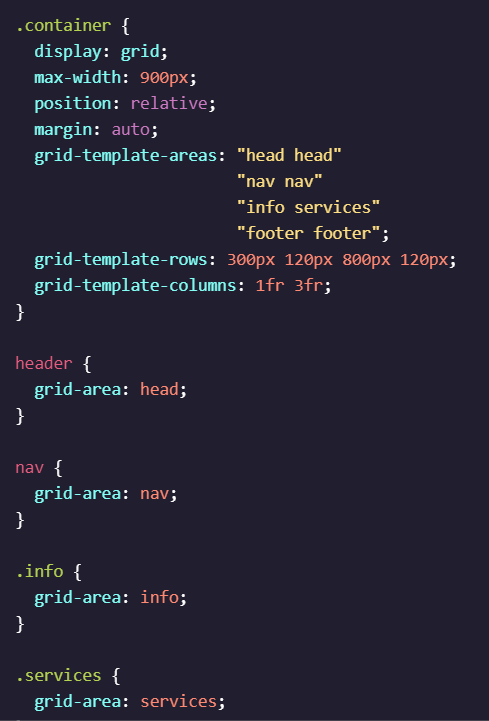 .container {
  display: grid;
  max-width: 900px;
  position: relative;
  margin: auto;
  grid-template-areas: "head head"
                       "nav nav"
                       "info services"
                       "footer footer";
  grid-template-rows: 300px 120px 800px 120px;
  grid-template-columns: 1fr 3fr;
}

header {
  grid-area: head;
}

nav {
  grid-area: nav;
}

.info {
  grid-area: info;
}

.services {
  grid-area: services;